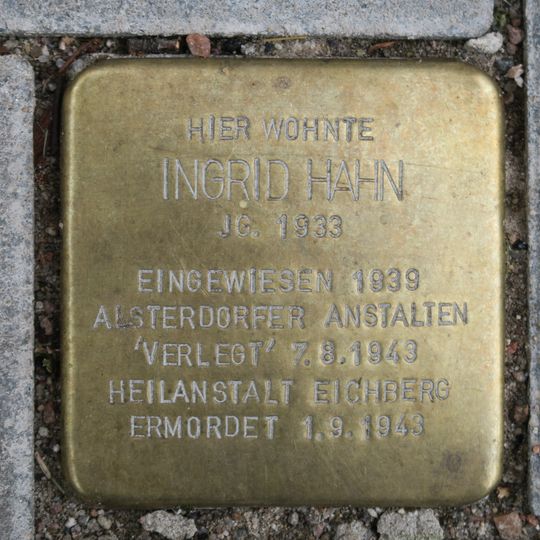 HIER WOHNTE
INGRID HAHN
JG. 1933
EINGEWIESEN 1939
ALSTERDORFER ANSTALTEN
'VERLEGT' 7.8.1943
HEILANSTALT EICHBERG
ERMORDET 1.9.1943